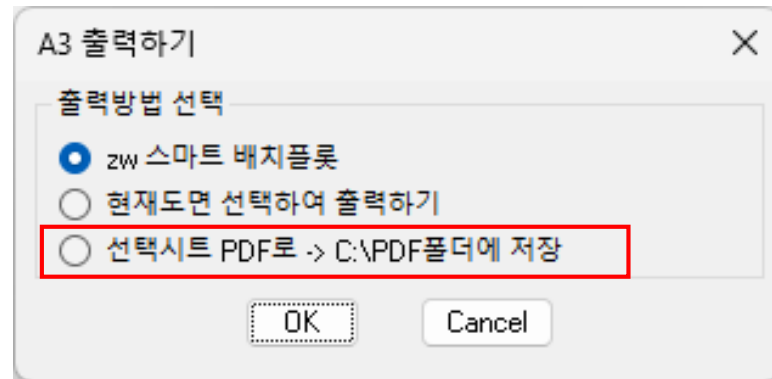 A3 출력하기
출력방법 선택
zw 스마트 배치플롯
현재도면 선택하여 출력하기
선택시트 PDF로 -> C:\PDF폴더에 저장
OK Cancel